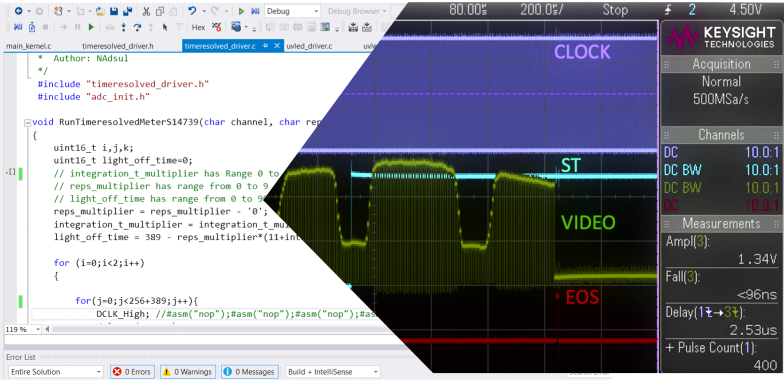 Hex
Debug
Debug Browser
main_kernel.c timeresolved_driver.h timeresolved_driver.c uvled_driver.c uvle
* Author: NAdsul
*/
#include "timeresolved_driver.h"
#include "adc_init.h"
void RunTimeresolvedMeterS14739(char channel, char rep
{
uint16_t i,j,k;
uint16_t light_off_time=0;
// integration_t_multiplier has Range 0 to
// reps_multiplier has range from 0 to 9
// light_off_time has range from 0 to 9
reps_multiplier = reps_multiplier - '0';
integration_t_multiplier = integration_t_mu
light_off_time = 389 - reps_multiplier*(11+int
for (i=0;i<2;i++)
{
for(j=0;j<256+389;j++){
DCLK_High; //#asm("nop");#asm("nop");#asm("nop");#as
119 %
Error List
Entire Solution 0 Errors 0 Warnings 0 Messages Build + IntelliSense
80.00% 200.0%/ Stop 2 4.50V
CLOCK
ST
VIDEO
EOS
KEYSIGHT
TECHNOLOGIES
Acquisition
Normal
500MSa/s
Channels
DC 10.0:1
DC BW 10.0:1
DC BW 10.0:1
DC 10.0:1
Measurements
Ampl(3):
1.34V
Fall(3):
<96ns
Delay(1→3):
2.53us
+ Pulse Count(1):
400